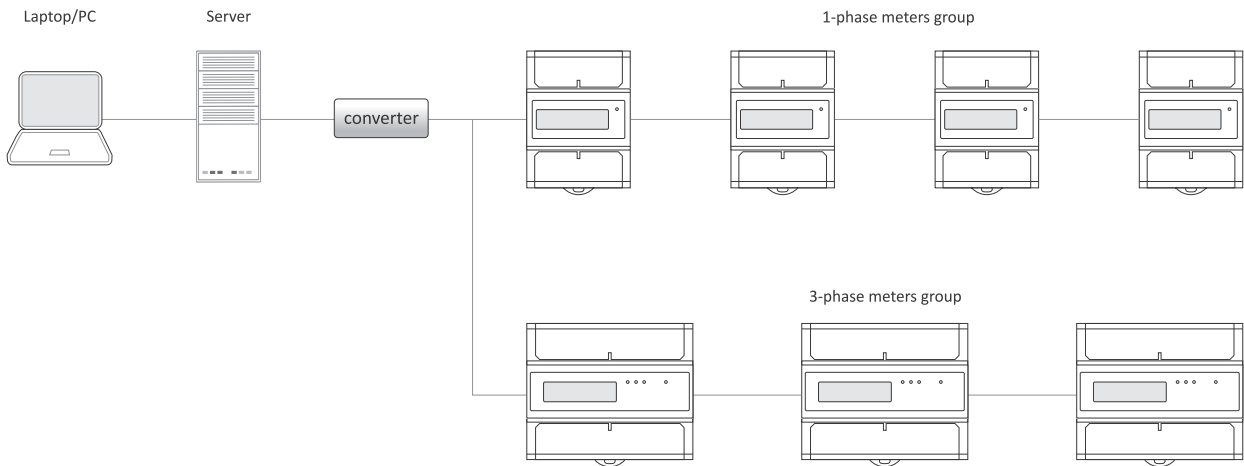 Laptop/PC
Server
1-phase meters group
converter
3-phase meters group